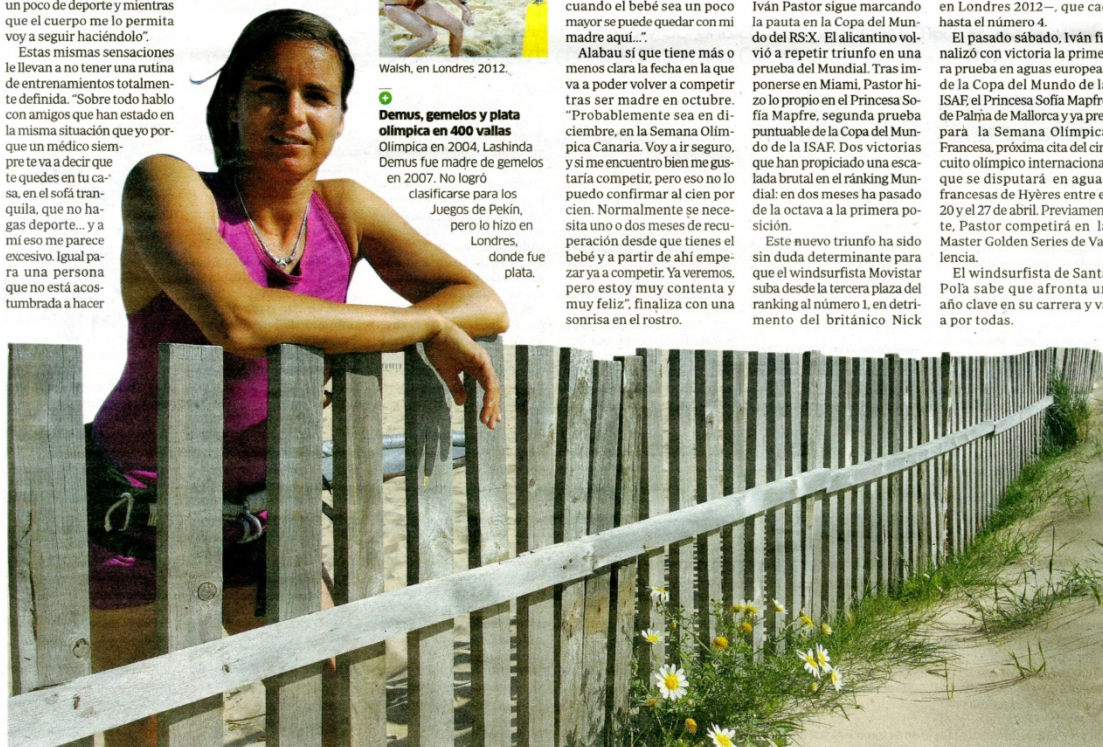 un poco de deporte y mientras
que el cuerpo me lo permita
voy a seguir haciéndolo”.
Estas mismas sensaciones
le llevan a no tener una rutina
de entrenamientos totalmen-
te definida. “Sobre todo hablo
con amigos que han estado en
la misma situación que yo por-
que un médico siem-
pre te va a decir que
te quedes en tu ca-
sa, en el sofá tran-
quila, que no ha-
gas deporte... y a
mí eso me parece
excesivo. Igual pa-
ra una persona
que no está acos-
tumbrada a hacer
Walsh, en Londres 2012.
Demus, gemelos y plata
olímpica en 400 vallas
Olímpica en 2004, Lashinda
Demus fue madre de gemelos
en 2007. No logró
clasificarse para los
Juegos de Pekín,
pero lo hizo en
Londres,
donde fue
plata.
cuando el bebé sea un poco
mayor se puede quedar con mi
madre aquí...”.
Alabau sí que tiene más o
menos clara la fecha en la que
va a poder volver a competir
tras ser madre en octubre.
“Probablemente sea en di-
ciembre, en la Semana Olím-
pica Canaria. Voy a ir seguro,
y si me encuentro bien me gus-
taría competir, pero eso no lo
puedo confirmar al cien por
cien. Normalmente se nece-
sita uno o dos meses de recu-
peración desde que tienes el
bebé y a partir de ahí empe-
zar ya a competir. Ya veremos,
pero estoy muy contenta y
muy feliz”, finaliza con una
sonrisa en el rostro.
Iván Pastor sigue marcando
la pauta en la Copa del Mun-
do del RS:X. El alicantino vol-
vió a repetir triunfo en una
prueba del Mundial. Tras im-
ponerse en Miami, Pastor hi-
zo lo propio en el Princesa So-
fía Mapfre, segunda prueba
puntuable de la Copa del Mun-
do de la ISAF. Dos victorias
que han propiciado una esca-
lada brutal en el ránking Mun-
dial: en dos meses ha pasado
de la octava a la primera po-
sición.
Este nuevo triunfo ha sido
sin duda determinante para
que el windsurfista Movistar
suba desde la tercera plaza del
ranking al número 1, en detri-
mento del británico Nick
en Londres 2012—, que
hasta el número 4.
El pasado sábado, Iván fi
nalizó con victoria la prime
ra prueba en aguas europea
de la Copa del Mundo de la
ISAF, el Princesa Sofía Mapfre
de Palma de Mallorca y ya pre
para la Semana Olímpica
Francesa, próxima cita del cir
cuito olímpico internaciona
que se disputará en agua
francesas de Hyères entre e
20 y el 27 de abril. Previamen
te, Pastor competirá en la
Master Golden Series de Va
lencia.
El windsurfista de Sant
Pola sabe que afronta un
año clave en su carrera y v
a por todas.